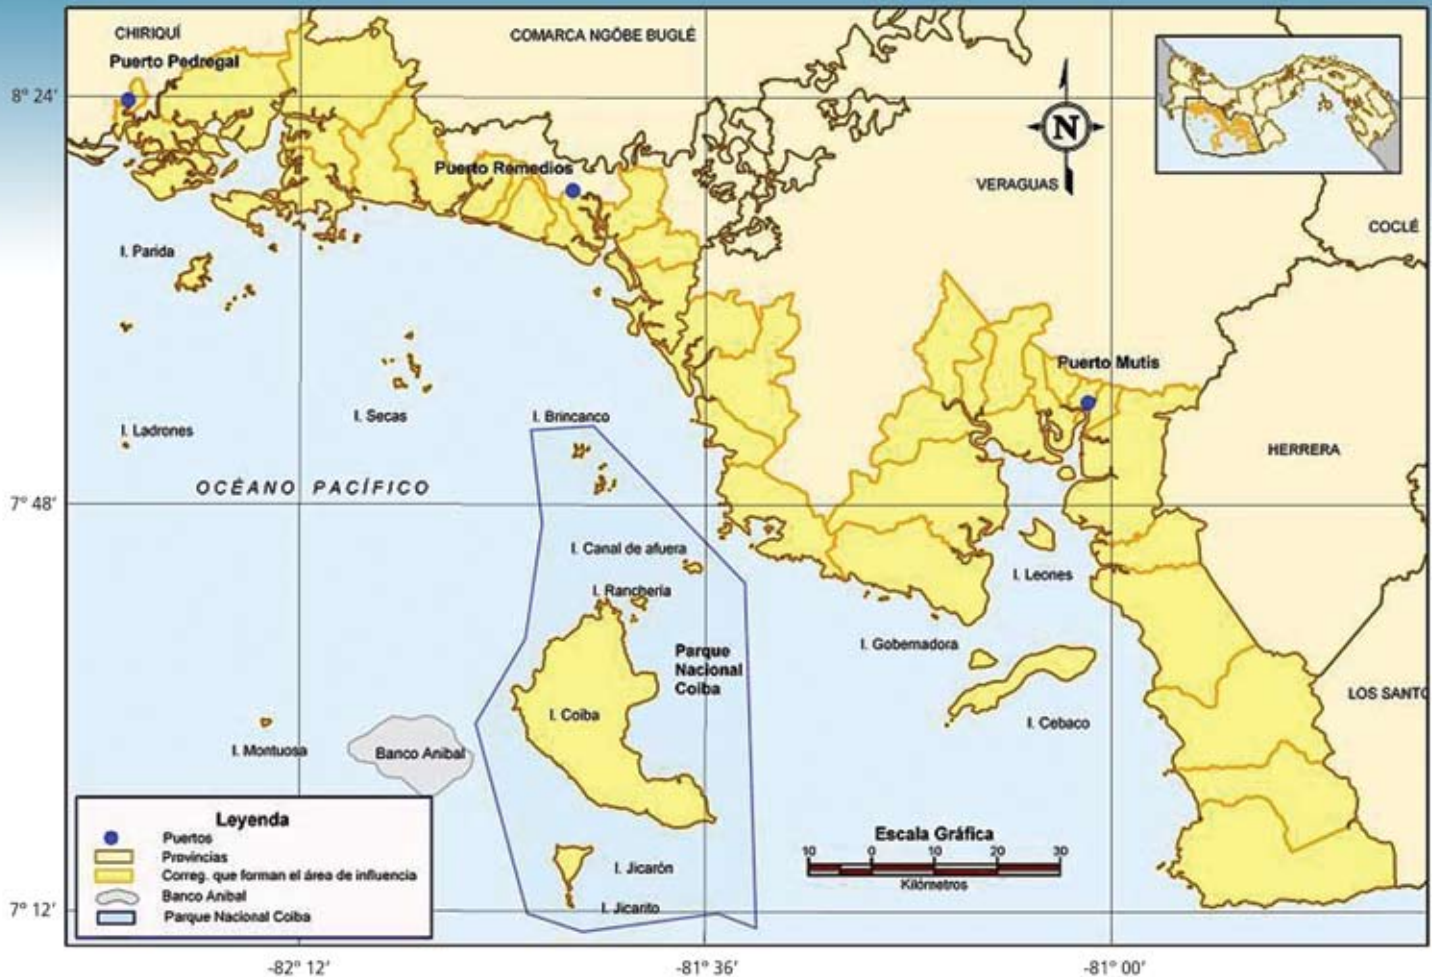 CHIRIQUÍ
COMARCA NGÖBE BUGLÉ
Puerto Pedregal
8° 24'
N
Puerto Remedios
VERAGUAS
COCLÉ
I. Parida
Puerto Mutis
I. Secas
I. Brincanco
I. Ladrones
HERRERA
OCÉANO PACÍFICO
7° 48'
I. Canal de afuera
I. Leones
I. Ranchería
I. Gobernadora
Parque
Nacional
Coiba
LOS SANTO
I. Coiba
I. Cebaco
I. Montuosa
Banco Anibal
Leyenda
Puertos
Provincias
Correg. que forman el área de influencia
Banco Anibal
Parque Nacional Coiba
Escala Gráfica
10 0 10 20 30
Kilómetros
I. Jicarón
I. Jicarito
7° 12'
-82° 12' -81° 36' -81° 00'